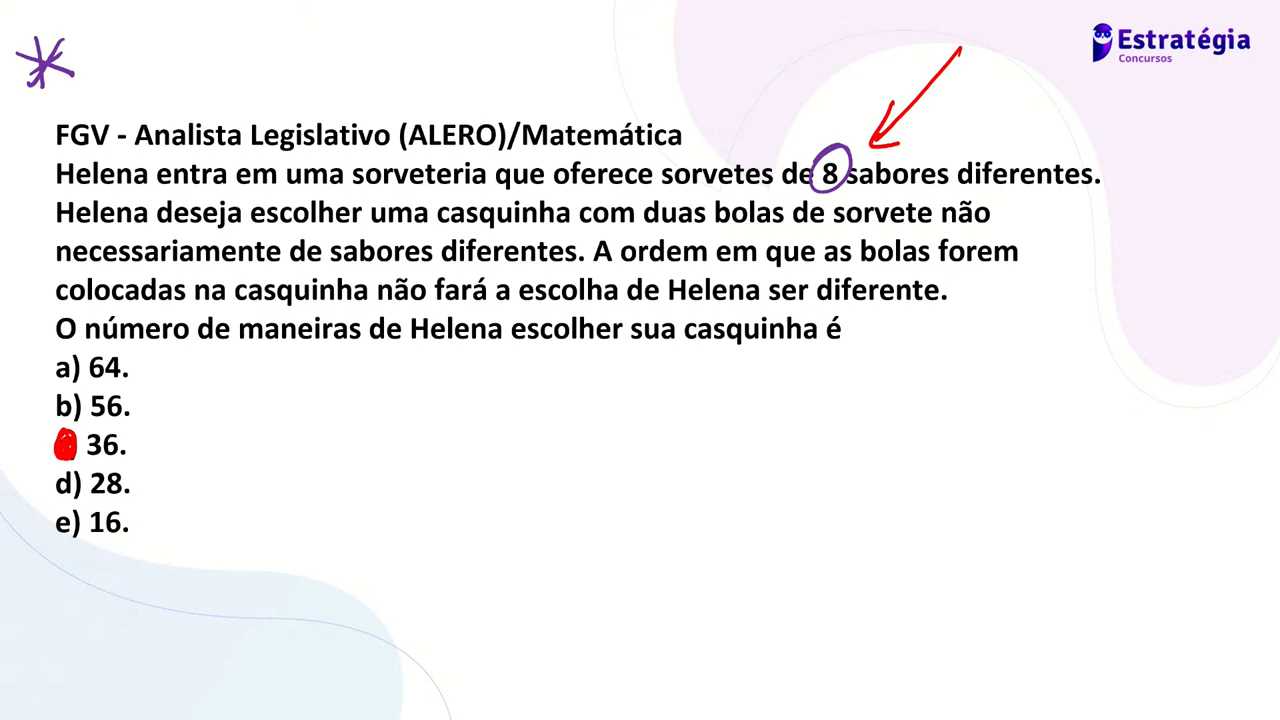 Estratégia
Concursos
FGV - Analista Legislativo (ALERO)/Matemática
Helena entra em uma sorveteria que oferece sorvetes de 8 sabores diferentes.
Helena deseja escolher uma casquinha com duas bolas de sorvete não
necessariamente de sabores diferentes. A ordem em que as bolas forem
colocadas na casquinha não fará a escolha de Helena ser diferente.
O número de maneiras de Helena escolher sua casquinha é
a) 64.
b) 56.
36.
d) 28.
e) 16.